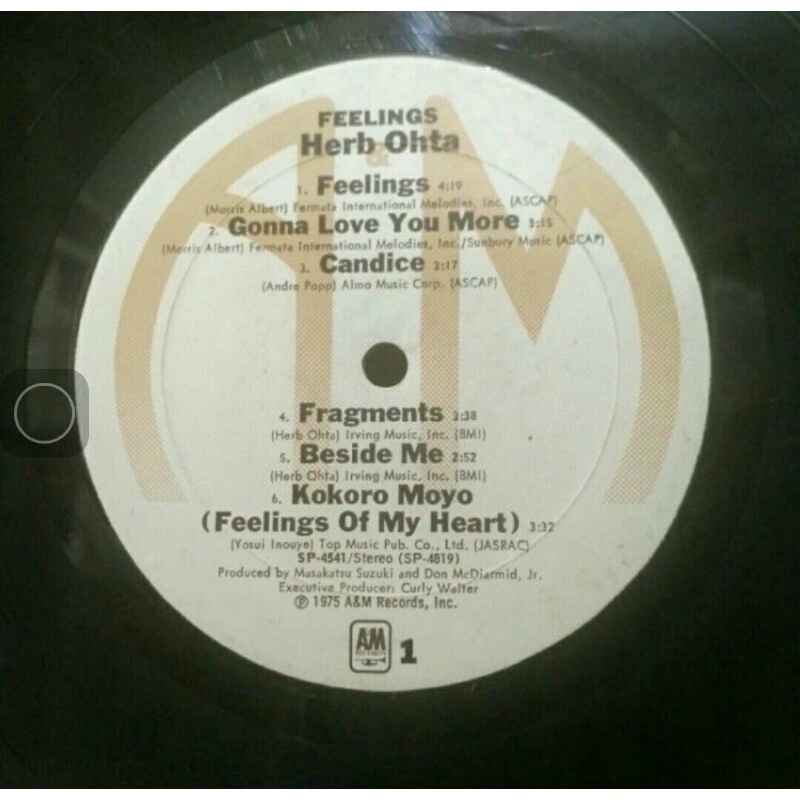 FEELINGS
Herb Ohta
1. Feelings 4:19
(Morris Albert) Fermata International Melodies, Inc. (ASCAP)
2. Gonna Love You More 3:15
(Morris Albert) Fermata International Melodies, Inc./Sunbury Music (ASCAP)
3. Candice 3:17
(Andre Popp) Almo Music Corp. (ASCAP)
4. Fragments 3:38
(Herb Ohta) Irving Music, Inc. (BMI)
5. Beside Me 2:52
(Herb Ohta) Irving Music, Inc. (BMI)
6. Kokoro Moyo
(Feelings Of My Heart) 3:32
(Yosui Inouye) Top Music Pub. Co., Ltd. (JASRAC)
SP-4541/Stereo (SP-4819)
Produced by Masakatsu Suzuki and Don McDiarmid, Jr.
Executive Producer: Curly Walter
℗ 1975 A&M Records, Inc.
AM
RECORDS
1